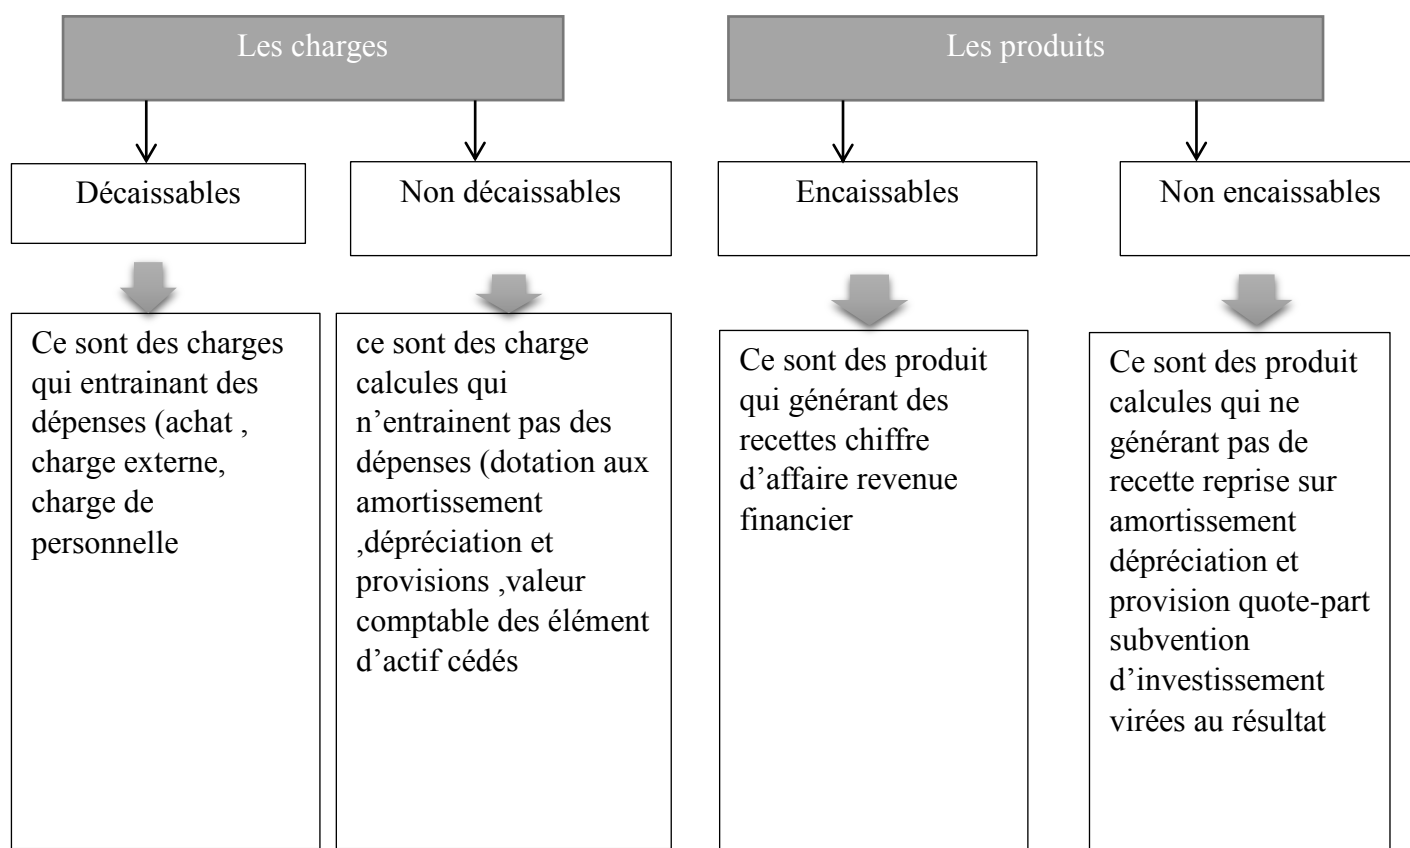 Les charges
Les produits
Décaissables
Non décaissables
Encaissables
Non encaissables
Ce sont des charges
qui entrainant des
dépenses (achat ,
charge externe,
charge de
personnelle
ce sont des charge
calcules qui
n’entrainent pas des
dépenses (dotation aux
amortissement
,dépréciation et
provisions ,valeur
comptable des élément
d’actif cédés
Ce sont des produit
qui générant des
recettes chiffre
d’affaire revenue
financier
Ce sont des produit
calcules qui ne
générant pas de
recette reprise sur
amortissement
dépréciation et
provision quote-part
subvention
d’investissement
virées au résultat